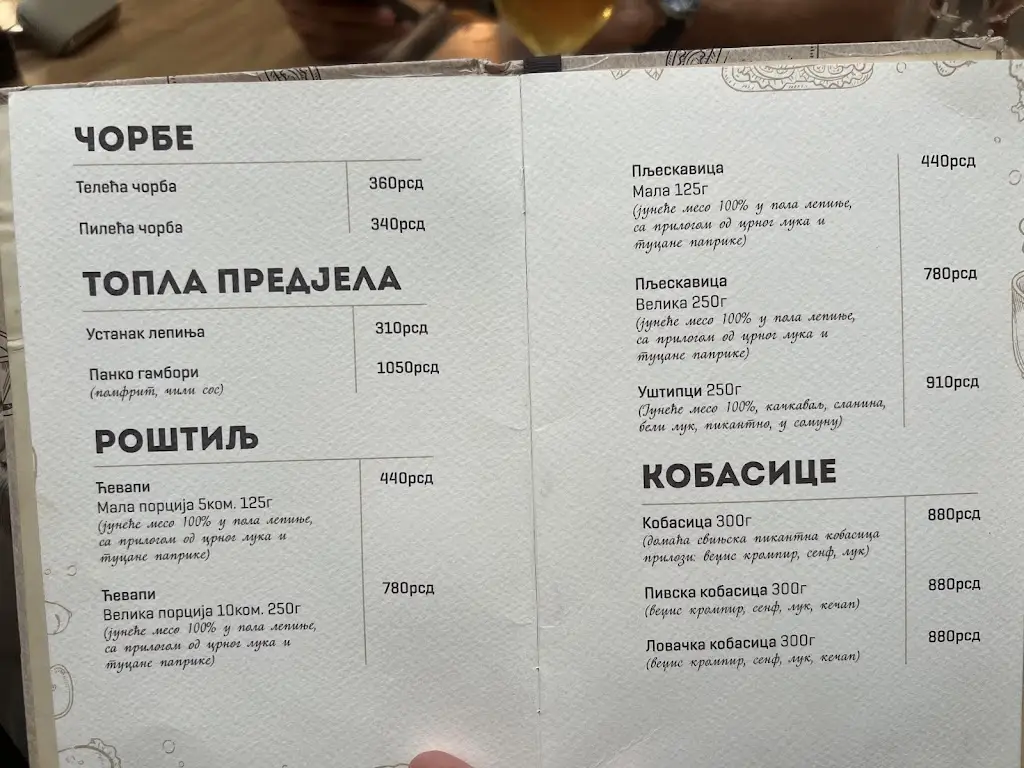 ЧОРБЕ
Телећа чорба 360рсд
Пилећа чорба 340рсд
ТОПЛА ПРЕДЈЕЛА
Устанак лепиња 310рсд
Панко гамбори 1050рсд
(помфрит, чили сос)
РОШТИЉ
Ћевапи 440рсд
Мала порција 5ком. 125г
(јунеће месо 100% у пола лепиње,
са прилогом од црног лука и
туцане паприке)
Ћевапи 780рсд
Велика порција 10ком. 250г
(јунеће месо 100% у пола лепиње,
са прилогом од црног лука и
туцане паприке)
Пљескавица 440рсд
Мала 125г
(јунеће месо 100% у пола лепиње,
са прилогом од црног лука и
туцане паприке)
Пљескавица 780рсд
Велика 250г
(јунеће месо 100% у пола лепиње,
са прилогом од црног лука и
туцане паприке)
Уштипци 250г 910рсд
(Јунеће месо 100%, качкаваљ, сланина,
бели лук, пикантно, у сомуну)
КОБАСИЦЕ
Кобасица 300г 880рсд
(домаћа свињска пикантна кобасица
прилози: веџис кромпир, сенф, лук)
Пивска кобасица 300г 880рсд
(веџис кромпир, сенф, лук, кечап)
Ловачка кобасица 300г 880рсд
(веџис кромпир, сенф, лук, кечап)